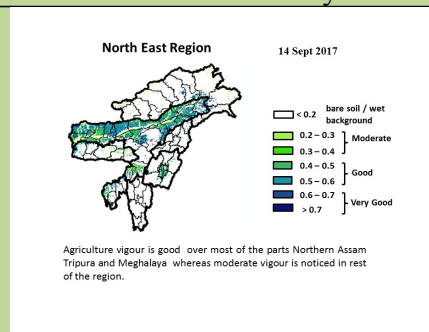 North East Region
14 Sept 2017
< 0.2 bare soil / wet background
0.2 – 0.3
Moderate
0.3 – 0.4
0.4 – 0.5
Good
0.5 – 0.6
0.6 – 0.7
Very Good
> 0.7
Agriculture vigour is good over most of the parts Northern Assam
Tripura and Meghalaya whereas moderate vigour is noticed in rest
of the region.